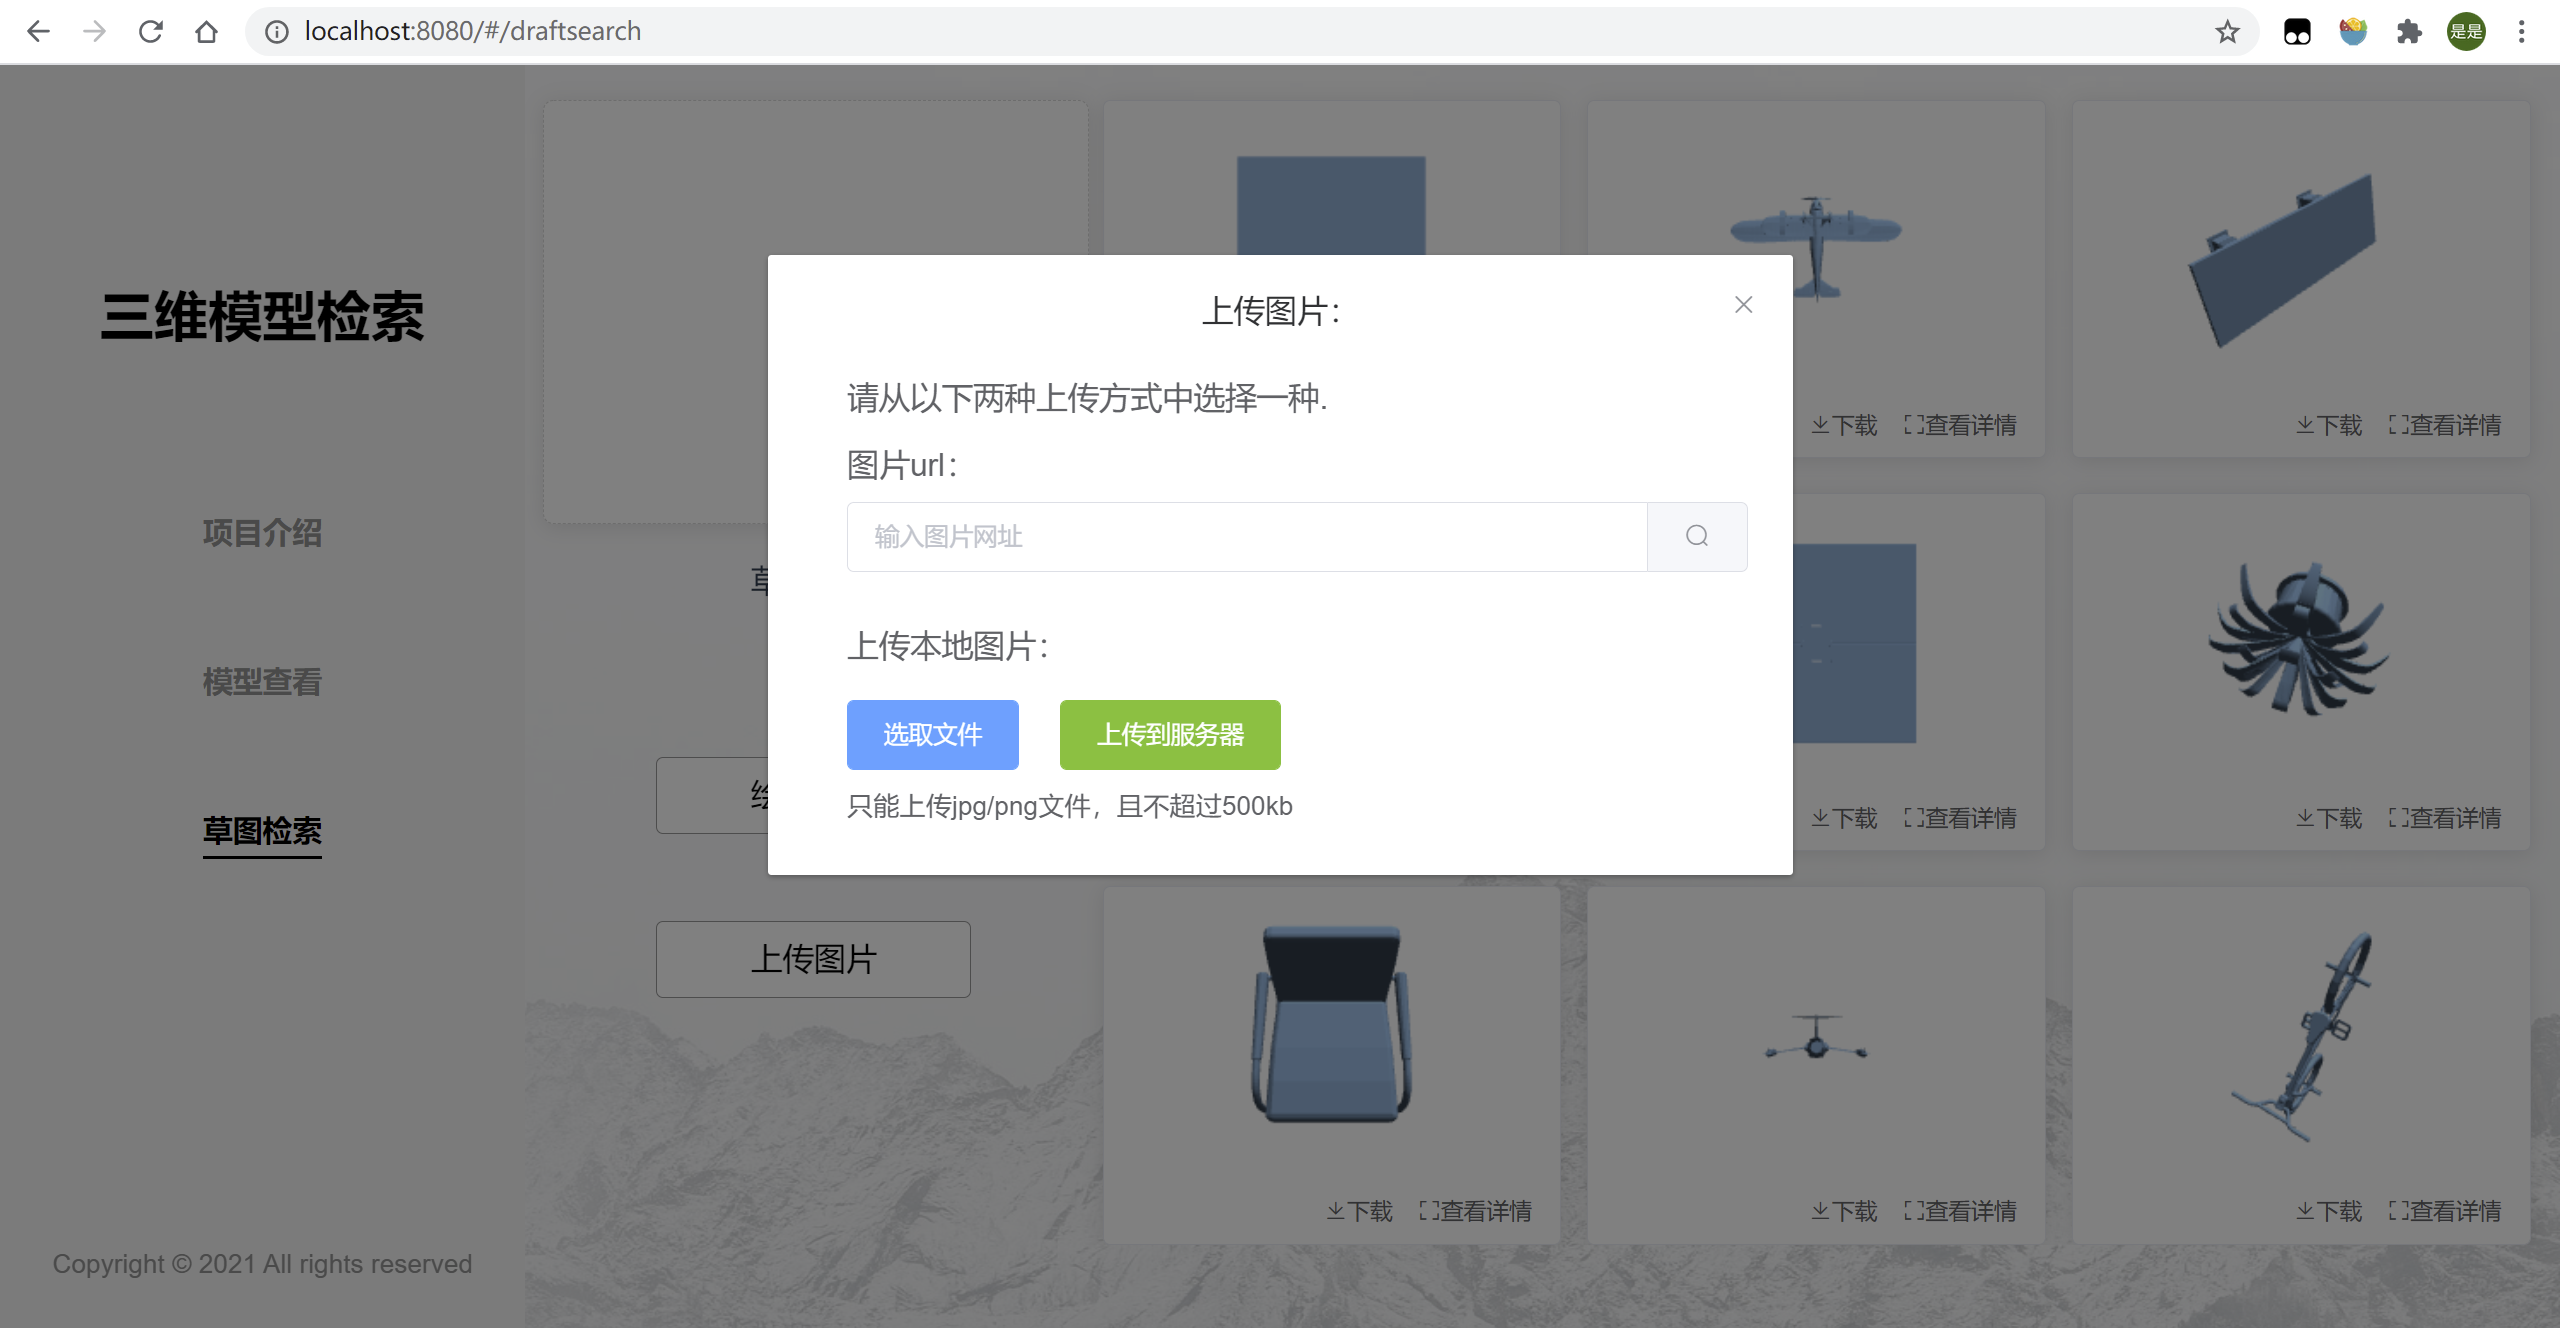 localhost:8080/#/draftsearch
是是
三维模型检索
项目介绍
模型查看
草图检索
Copyright © 2021 All rights reserved
上传图片
上传图片：
请从以下两种上传方式中选择一种.
图片url：
输入图片网址
上传本地图片：
选取文件 上传到服务器
只能上传jpg/png文件，且不超过500kb
下载 查看详情
下载 查看详情
下载 查看详情
下载 查看详情
下载 查看详情
下载 查看详情
下载 查看详情